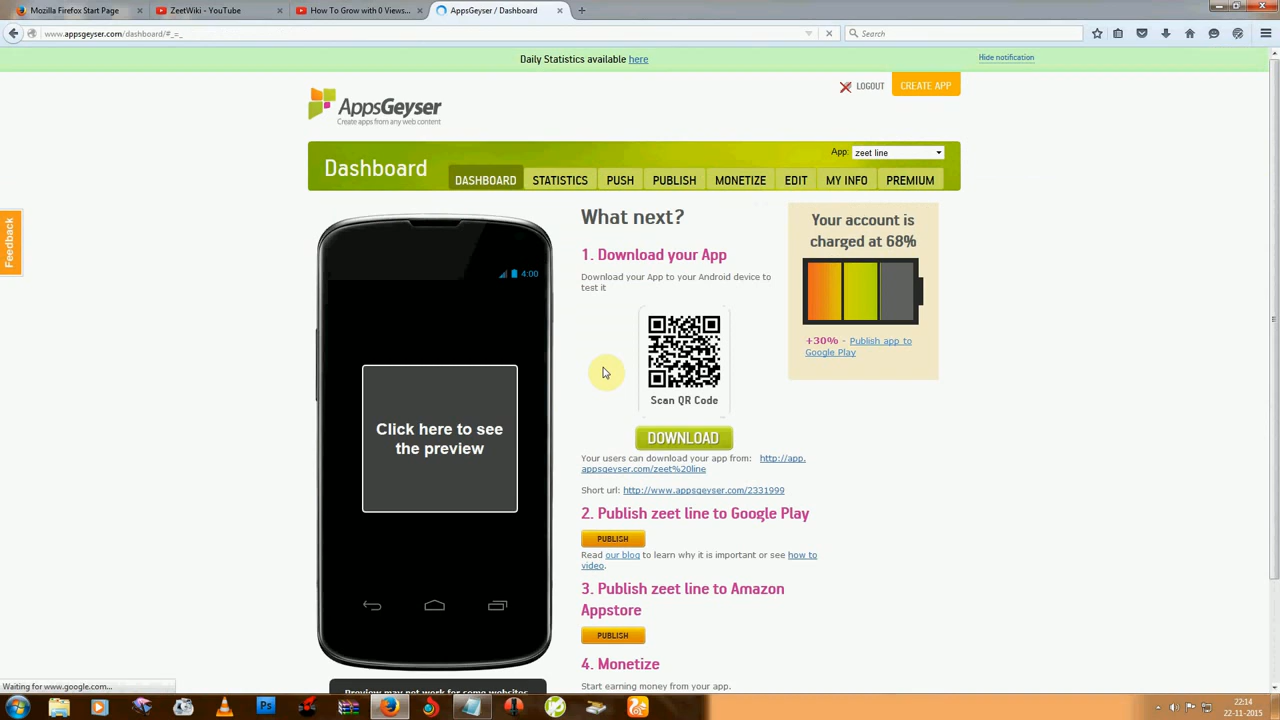 Mozilla Firefox Start Page
ZeetWiki - YouTube
How To Grow with 0 Views...
AppsGeyser / Dashboard
www.appsgeyser.com/dashboard/#_=_
Search
Daily Statistics available here
Hide notification
LOGOUT
CREATE APP
AppsGeyser
Create apps from any web content
App: zeet line
Dashboard
DASHBOARD
STATISTICS
PUSH
PUBLISH
MONETIZE
EDIT
MY INFO
PREMIUM
Feedback
4:00
Click here to see
the preview
Preview may not work for some websites
What next?
1. Download your App
Download your App to your Android device to
test it
Scan QR Code
DOWNLOAD
Your users can download your app from: http://app.
appsgeyser.com/zeet%20line
Short url: http://www.appsgeyser.com/2331999
2. Publish zeet line to Google Play
PUBLISH
Read our blog to learn why it is important or see how to
video.
3. Publish zeet line to Amazon
Appstore
PUBLISH
4. Monetize
Start earning money from your app.
Your account is
charged at 68%
+30% - Publish app to
Google Play
Waiting for www.google.com...
Ps
22:14
22-11-2015